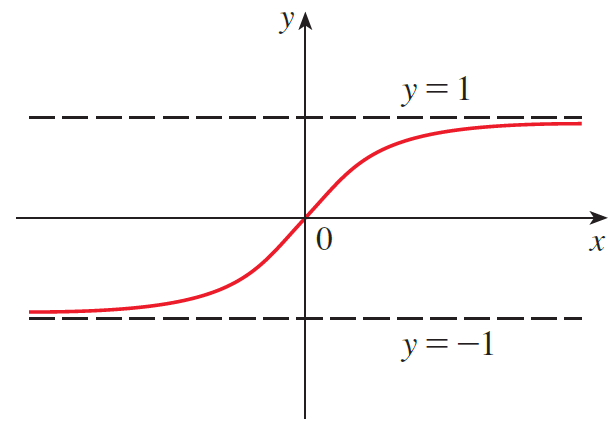 y
y = 1
0
x
y = −1